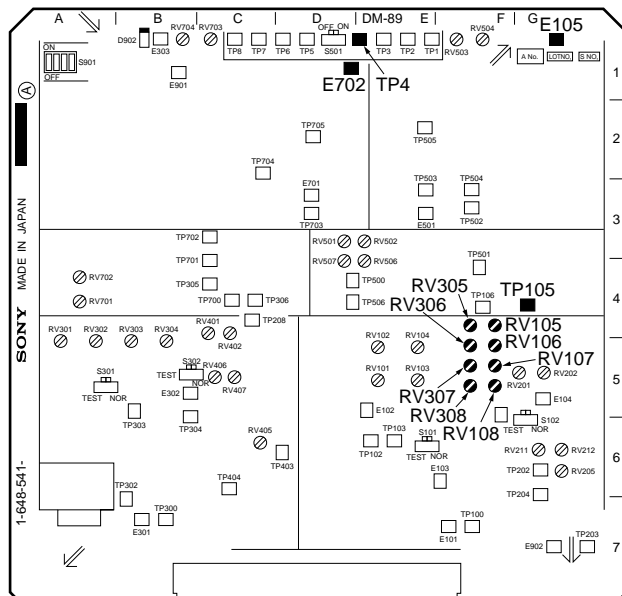 A B C D DM-89 E F G E105
D902 E303 RV704 RV703 TP8 TP7 TP6 TP5 OFF ON S501 TP3 TP2 TP1 RV503 RV504
ON S901 OFF
E901 E702 TP4 A No. LOTNO. S NO.
1
A
TP705 TP505 2
TP704
E701 TP503 TP504
TP703 E501 TP502 3
TP702 RV501 RV502
TP701 RV507 RV506 TP501
RV702 TP305 TP500
RV701 TP700 TP306 TP506 TP106 TP105 4
RV305 RV105
RV306 RV106
TP208
RV301 RV302 RV303 RV304 RV401 RV402 RV102 RV104
RV107
S301 S302 RV406 RV101 RV103 RV307 RV201 RV202 5
TEST NOR TEST NOR RV407 RV308
E302 E102 RV108 E104
TP303 TP304 S101 S102
TEST NOR
RV405 TP102 TP103 TEST NOR RV211 RV212 6
TP403 TP202 RV205
TP404 E103 TP204
TP302
E301 TP300 E101 TP100 E902 TP203 7
MADE IN JAPAN
SONY
1-648-541-